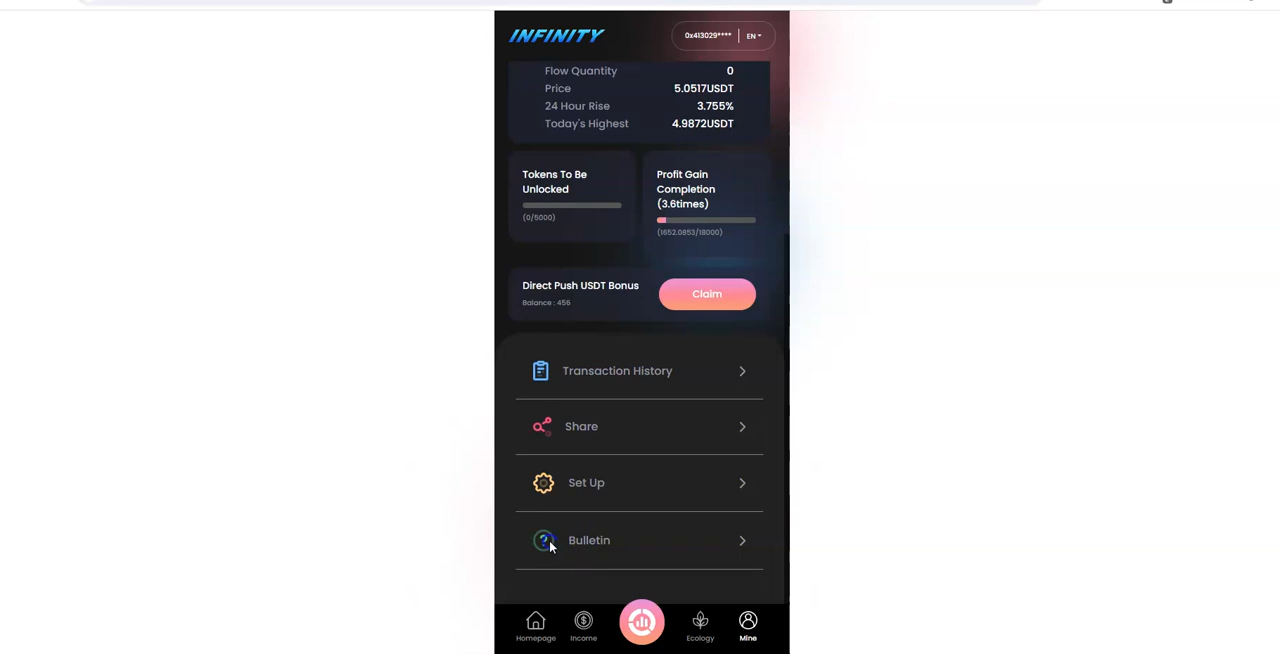 INFINITY
0x413029****
EN
Flow Quantity 0
Price 5.0517USDT
24 Hour Rise 3.755%
Today's Highest 4.9872USDT
Tokens To Be
Unlocked
(0/5000)
Profit Gain
Completion
(3.6times)
(1652.0853/18000)
Direct Push USDT Bonus
Balance : 456
Claim
Transaction History
Share
Set Up
Bulletin
Homepage
Income
Ecology
Mine